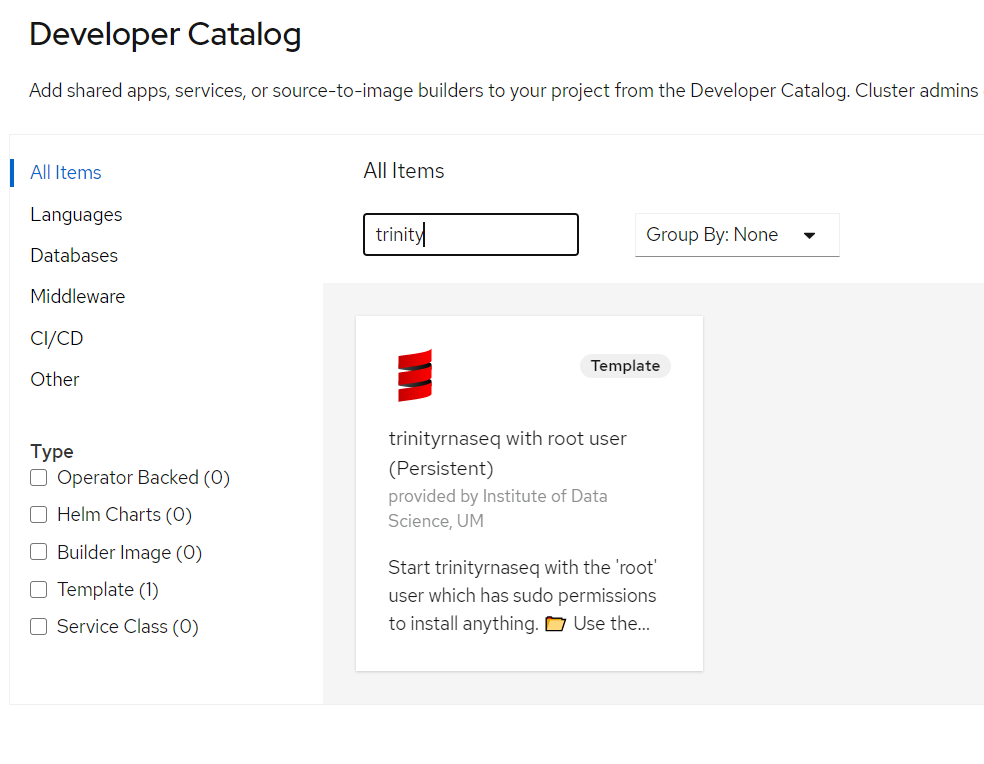 Developer Catalog
Add shared apps, services, or source-to-image builders to your project from the Developer Catalog. Cluster admins
All Items
Languages
Databases
Middleware
CI/CD
Other
Type
Operator Backed (0)
Helm Charts (0)
Builder Image (0)
Template (1)
Service Class (0)
All Items
trinity
Group By: None
Template
trinityrnaseq with root user
(Persistent)
provided by Institute of Data
Science, UM
Start trinityrnaseq with the 'root'
user which has sudo permissions
to install anything. 📂 Use the...